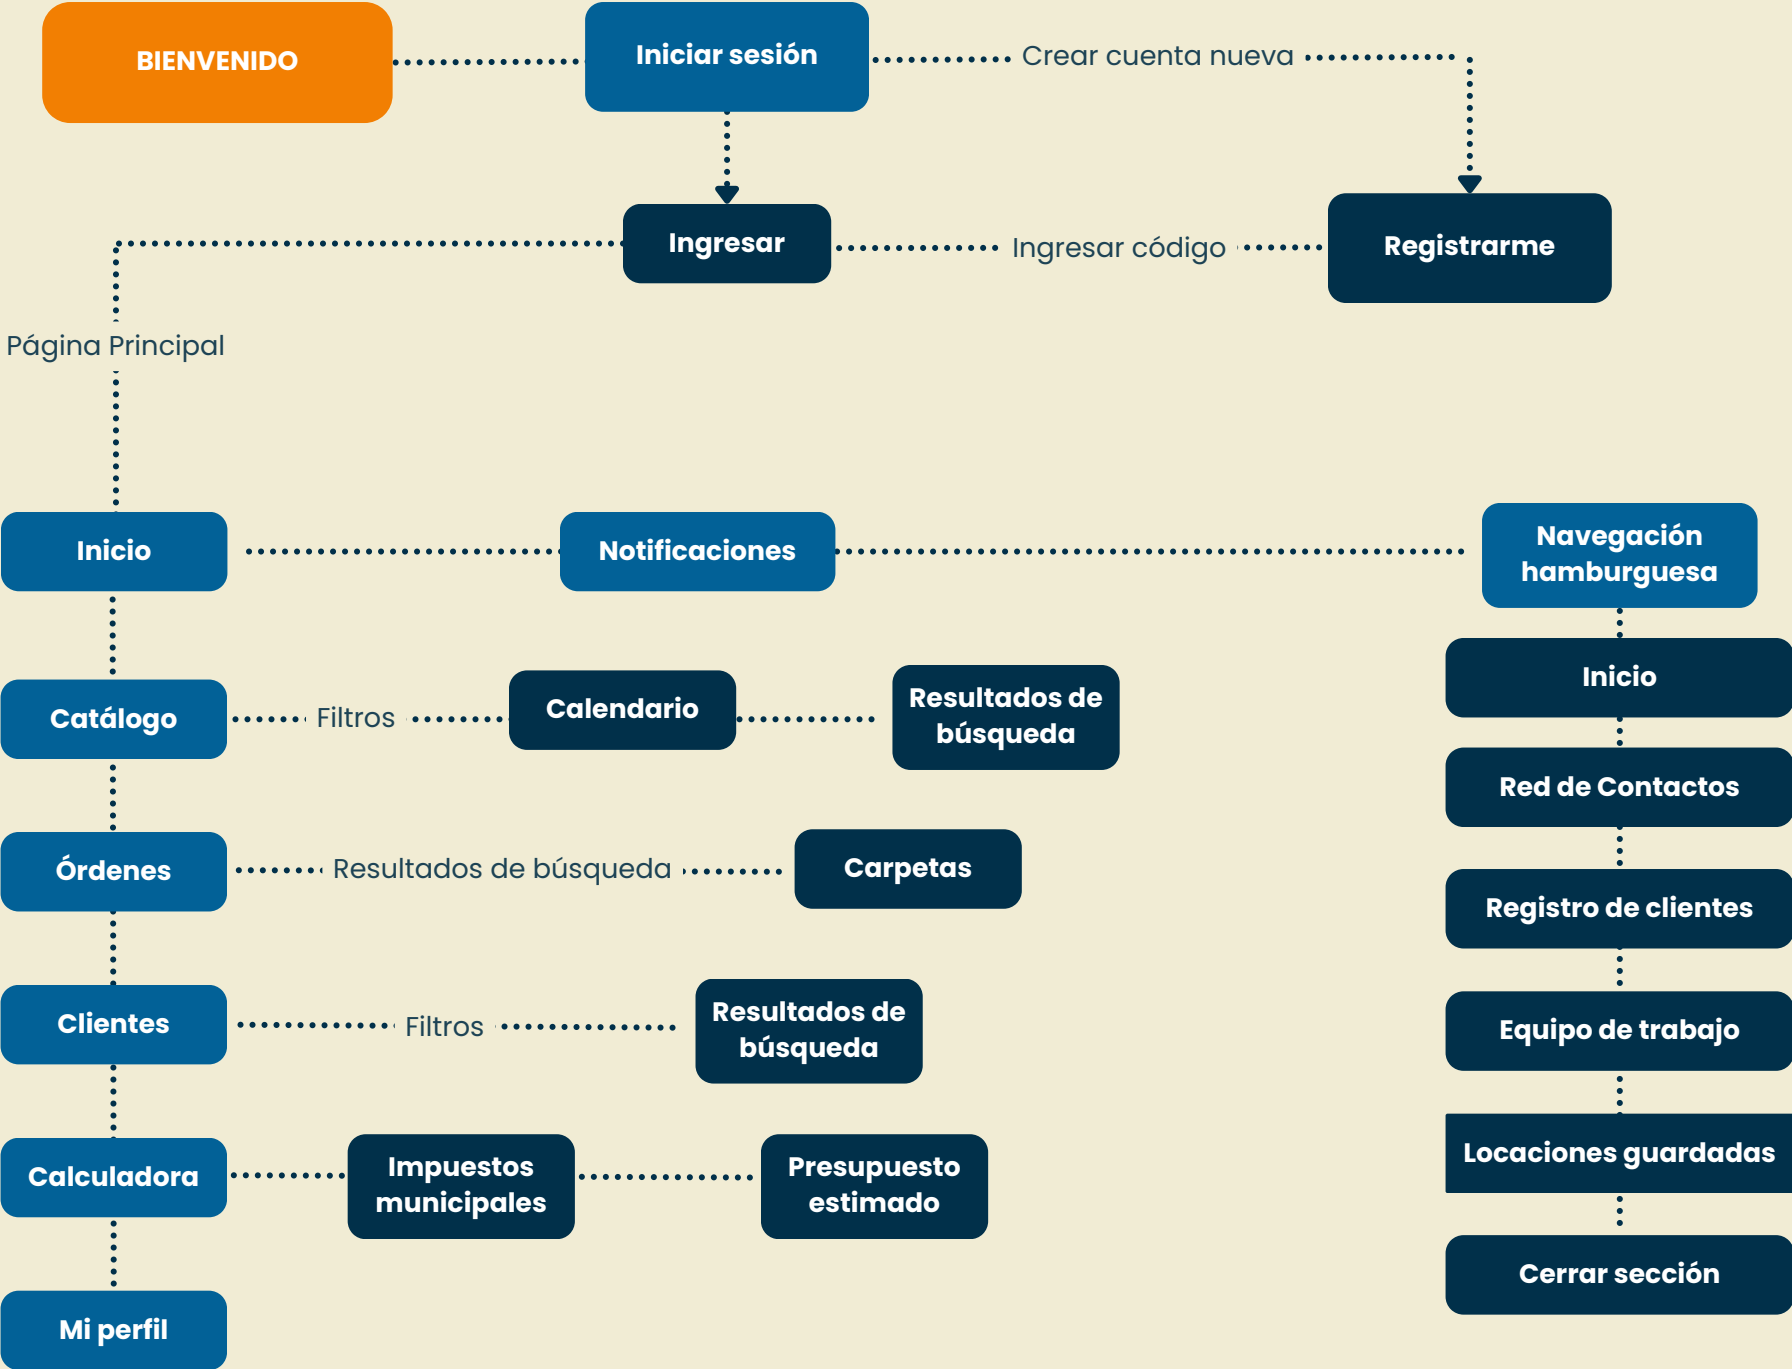 BIENVENIDO
Iniciar sesión
Crear cuenta nueva
Ingresar
Ingresar código
Registrarme
Página Principal
Inicio
Notificaciones
Navegación
hamburguesa
Inicio
Catálogo
Filtros
Calendario
Resultados de
búsqueda
Red de Contactos
Órdenes
Resultados de búsqueda
Carpetas
Registro de clientes
Clientes
Filtros
Resultados de
búsqueda
Equipo de trabajo
Calculadora
Impuestos
municipales
Presupuesto
estimado
Locaciones guardadas
Cerrar sección
Mi perfil